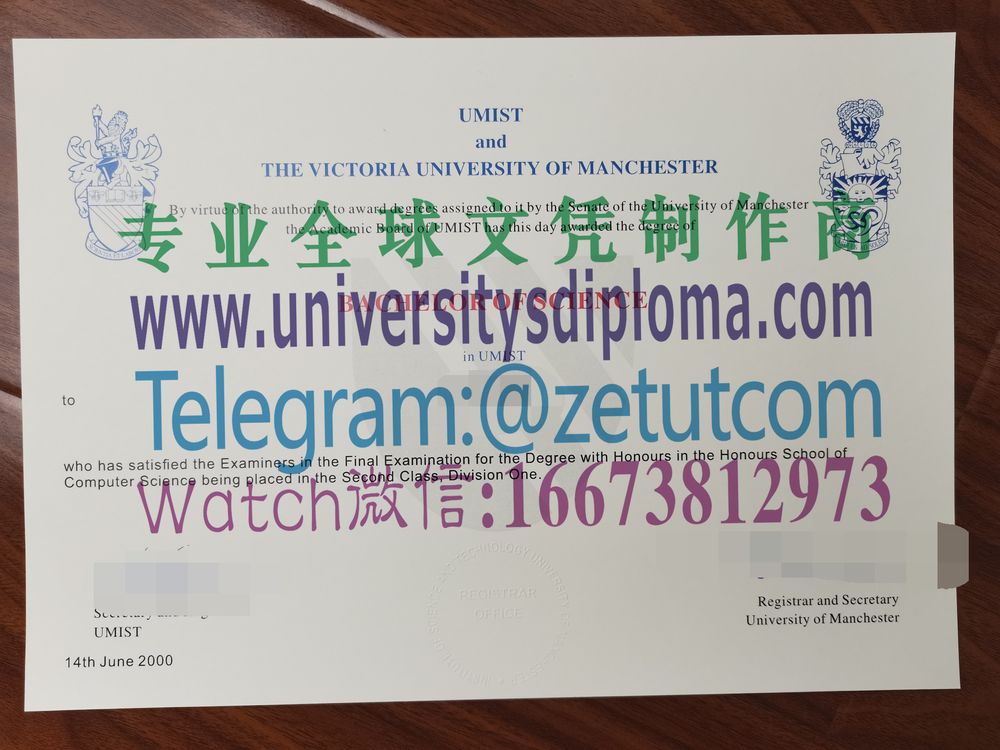 UMIST
and
THE VICTORIA UNIVERSITY OF MANCHESTER
By virtue of the authority to award degrees assigned to it by the Senate of the University of Manchester
the Academic Board of UMIST has this day awarded the degree of
专业全球文凭制作商
BACHELOR OF SCIENCE
www.universitysdiploma.com
in UMIST
to
Telegram:@zetutcom
who has satisfied the Examiners in the Final Examination for the Degree with Honours in the Honours School of
Computer Science being placed in the Second Class, Division One.
Watch微信:16673812973
REGISTRAR
OFFICE
Registrar and Secretary
University of Manchester
Secretary and
UMIST
14th June 2000